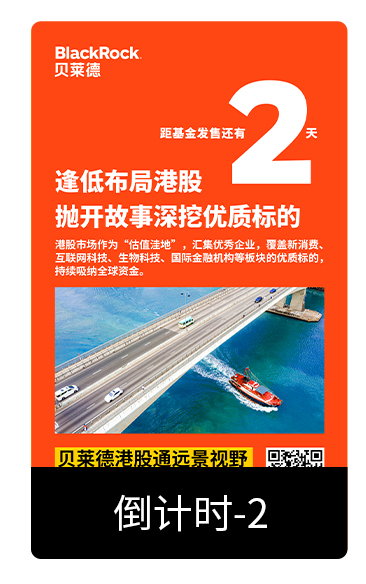 BlackRock.
贝莱德
距基金发售还有2天
逢低布局港股
抛开故事深挖优质标的
港股市场作为“估值洼地”，汇集优秀企业，覆盖新消费、
互联网科技、生物科技、国际金融机构等板块的优质标的，
持续吸纳全球资金。
贝莱德港股通远景视野
倒计时-2